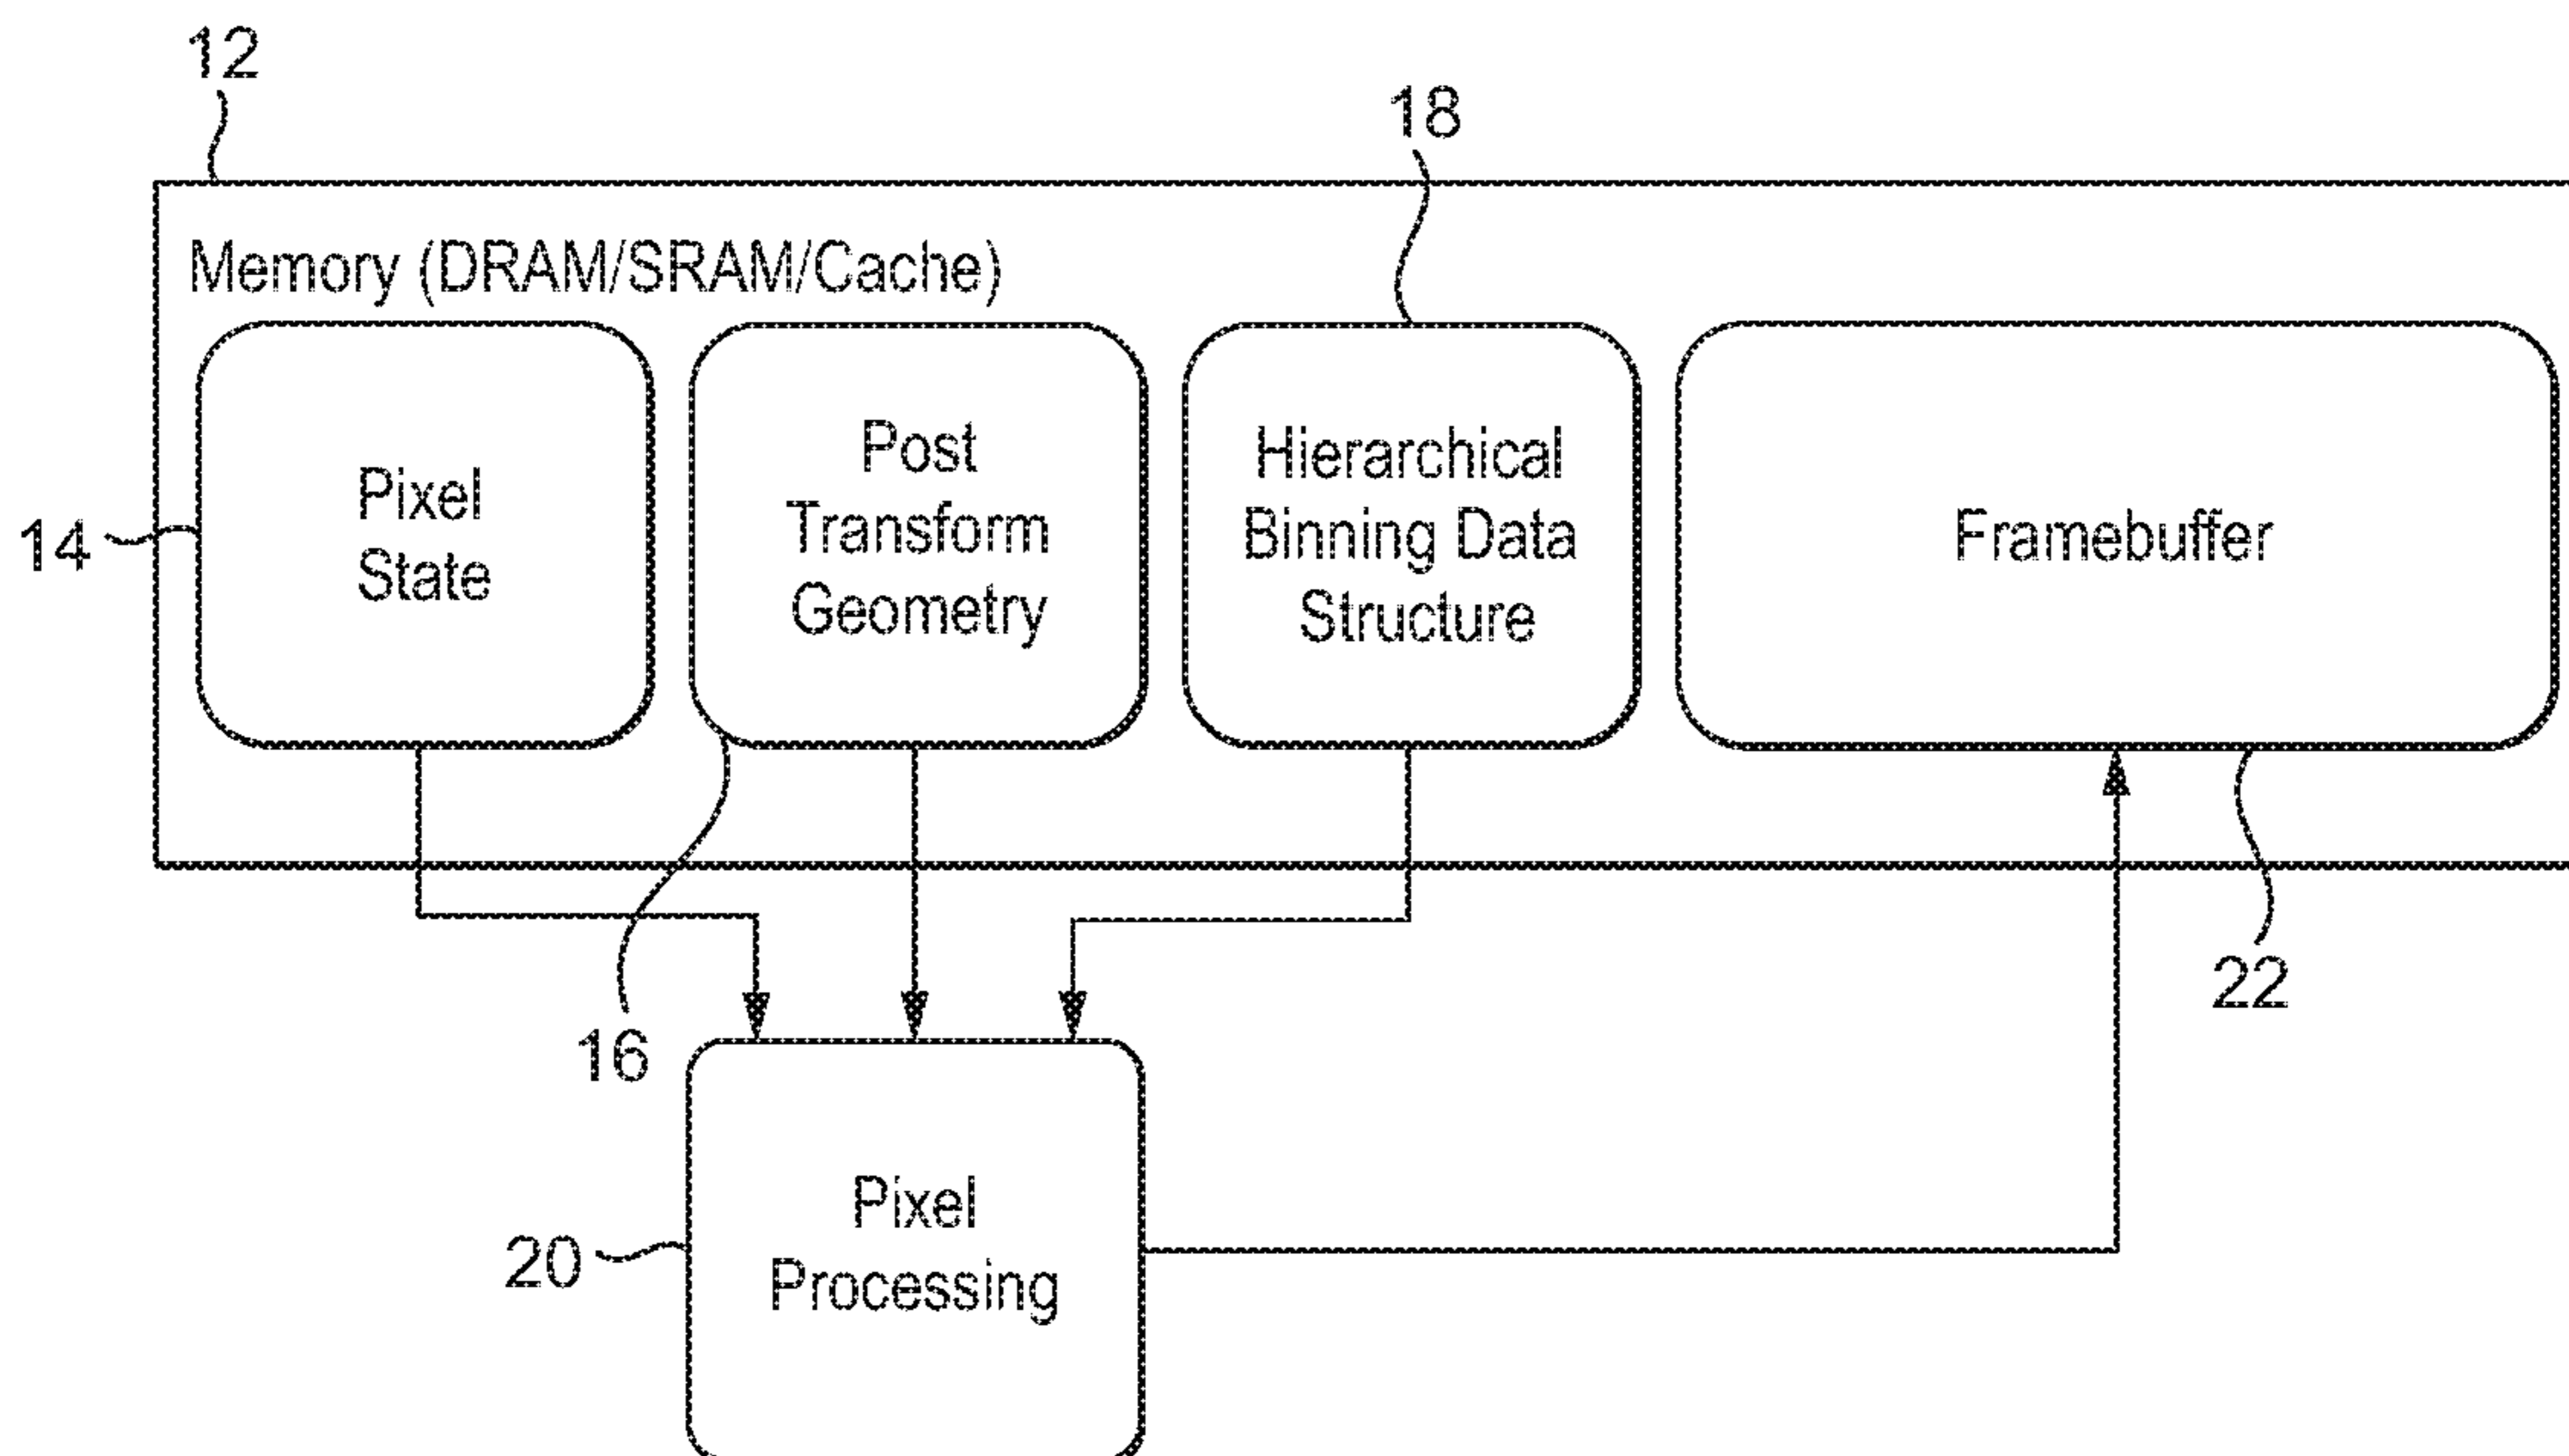 12
18
Memory (DRAM/SRAM/Cache)
14
Pixel
State
Post
Transform
Geometry
Hierarchical
Binning Data
Structure
Framebuffer
22
16
20
Pixel
Processing